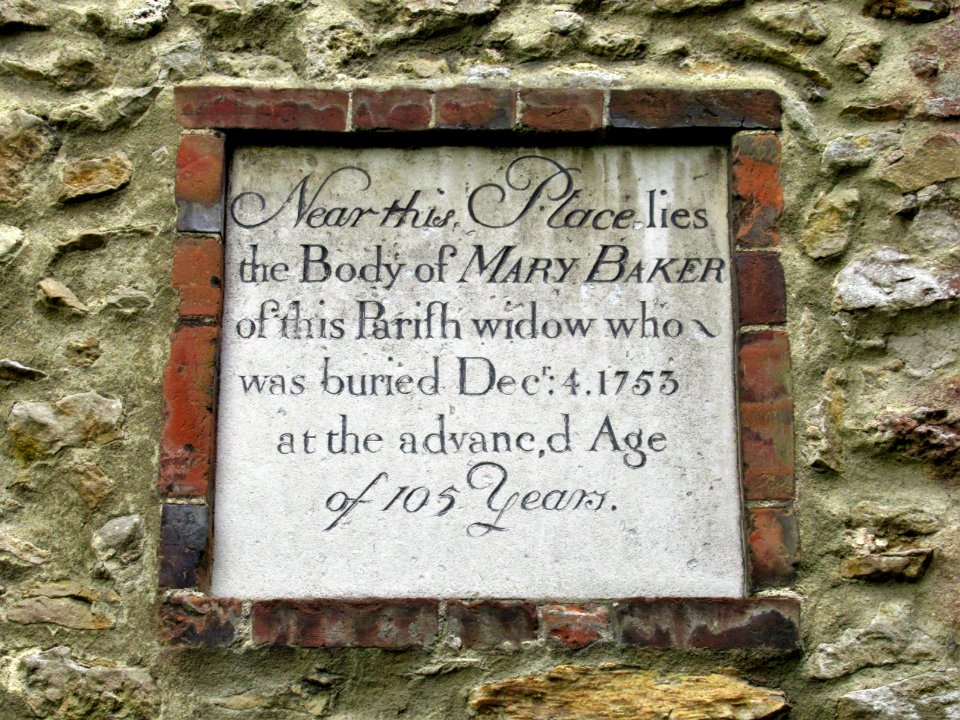 Near this Place lies
the Body of MARY BAKER
of this Pariſh widow who
was buried Decr: 4. 1753
at the advanc,d Age
of 105 Years.